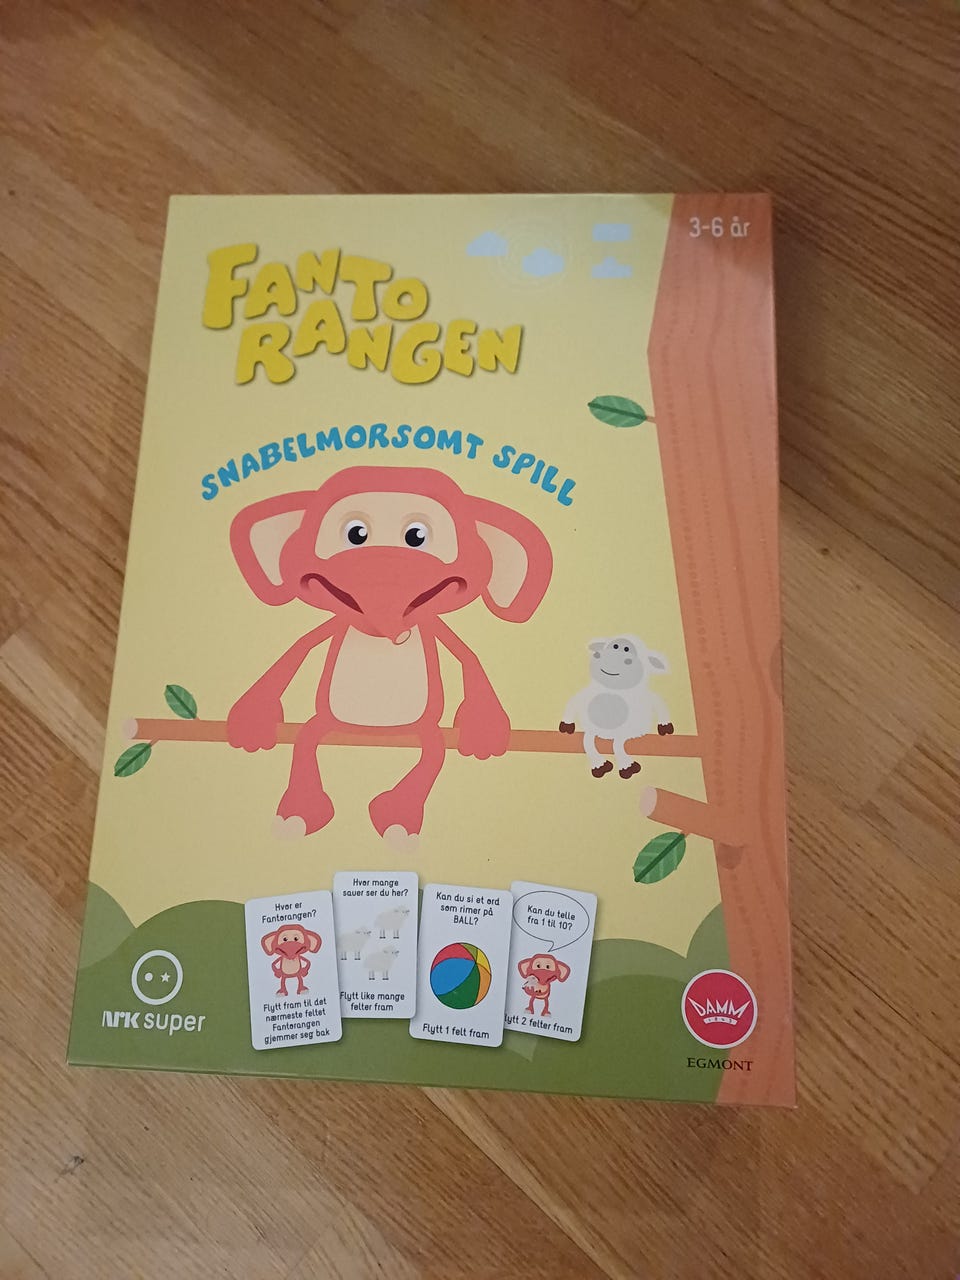 3-6 år
FANTO
RANGEN
SNABELMORSOMT SPILL
Hvor er
Fantorangen?
Flytt fram til det
nærmeste feltet
Fantorangen
gjemmer seg bak
Hvor mange
sauer ser du her?
Flytt like mange
felter fram
Kan du si et ord
som rimer på
BALL?
Flytt 1 felt fram
Kan du telle
fra 1 til 10?
lytt 2 felter fram
NRK super
DAMM
1843
EGMONT